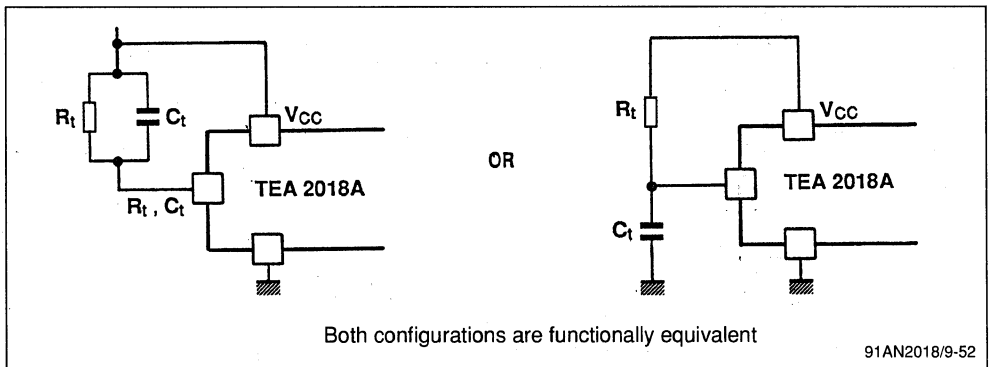 Rt
Ct
VCC
TEA 2018A
Rt , Ct
OR
Rt
VCC
TEA 2018A
Ct
Both configurations are functionally equivalent
91AN2018/9-52